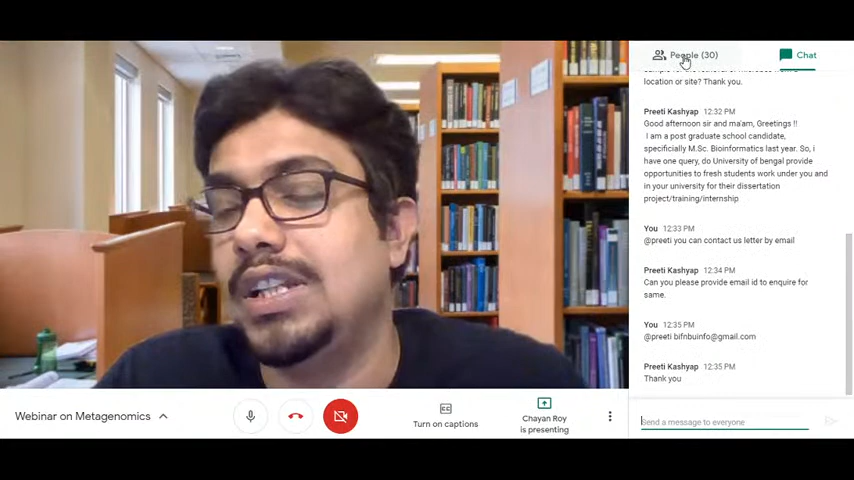 People (30)
Chat
location or site? Thank you.
Preeti Kashyap 12:32 PM
Good afternoon sir and ma'am, Greetings !!
I am a post graduate school candidate,
specificially M.Sc. Bioinformatics last year. So, i
have one query, do University of bengal provide
opportunities to fresh students work under you and
in your university for their dissertation
project/training/internship
You 12:33 PM
@preeti you can contact us letter by email
Preeti Kashyap 12:34 PM
Can you please provide email id to enquire for
same.
You 12:35 PM
@preeti bifnbuinfo@gmail.com
Preeti Kashyap 12:35 PM
Thank you
Send a message to everyone
Webinar on Metagenomics
Turn on captions
Chayan Roy
is presenting